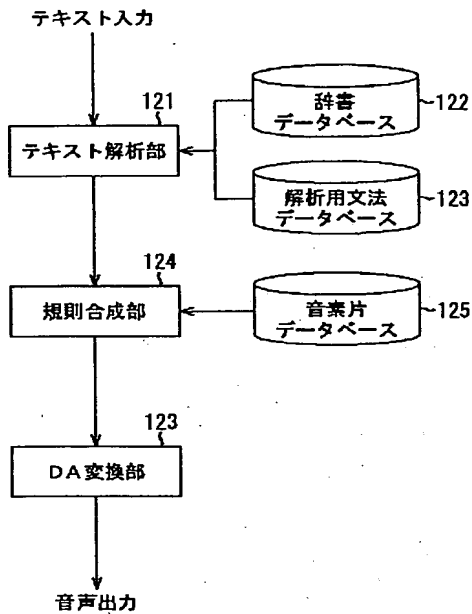 テキスト入力
121
テキスト解析部
辞書
データベース
122
解析用文法
データベース
123
124
規則合成部
音素片
データベース
125
123
DA変換部
音声出力